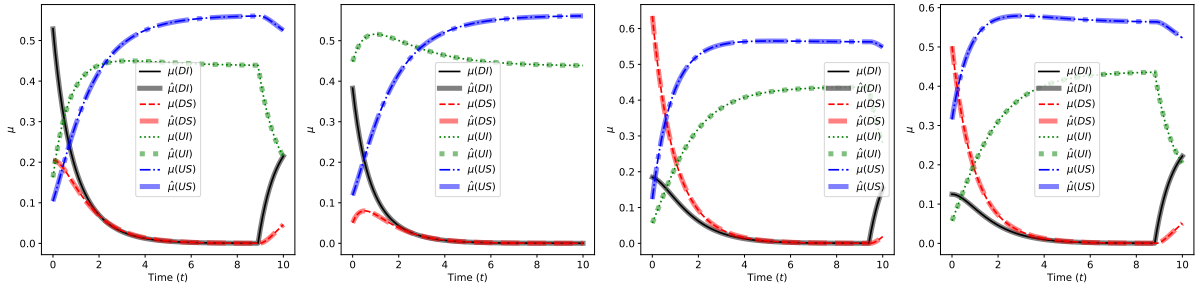 0.5
0.4
0.3
0.2
0.1
0.0
μ
0 2 4 6 8 10
Time (t)
μ(DI)
μ̂(DI)
μ(DS)
μ̂(DS)
μ(UI)
μ̂(UI)
μ(US)
μ̂(US)
0.5
0.4
0.3
0.2
0.1
0.0
μ
0 2 4 6 8 10
Time (t)
μ(DI)
μ̂(DI)
μ(DS)
μ̂(DS)
μ(UI)
μ̂(UI)
μ(US)
μ̂(US)
0.6
0.5
0.4
0.3
0.2
0.1
0.0
μ
0 2 4 6 8 10
Time (t)
μ(DI)
μ̂(DI)
μ(DS)
μ̂(DS)
μ(UI)
μ̂(UI)
μ(US)
μ̂(US)
0.6
0.5
0.4
0.3
0.2
0.1
0.0
μ
0 2 4 6 8 10
Time (t)
μ(DI)
μ̂(DI)
μ(DS)
μ̂(DS)
μ(UI)
μ̂(UI)
μ(US)
μ̂(US)